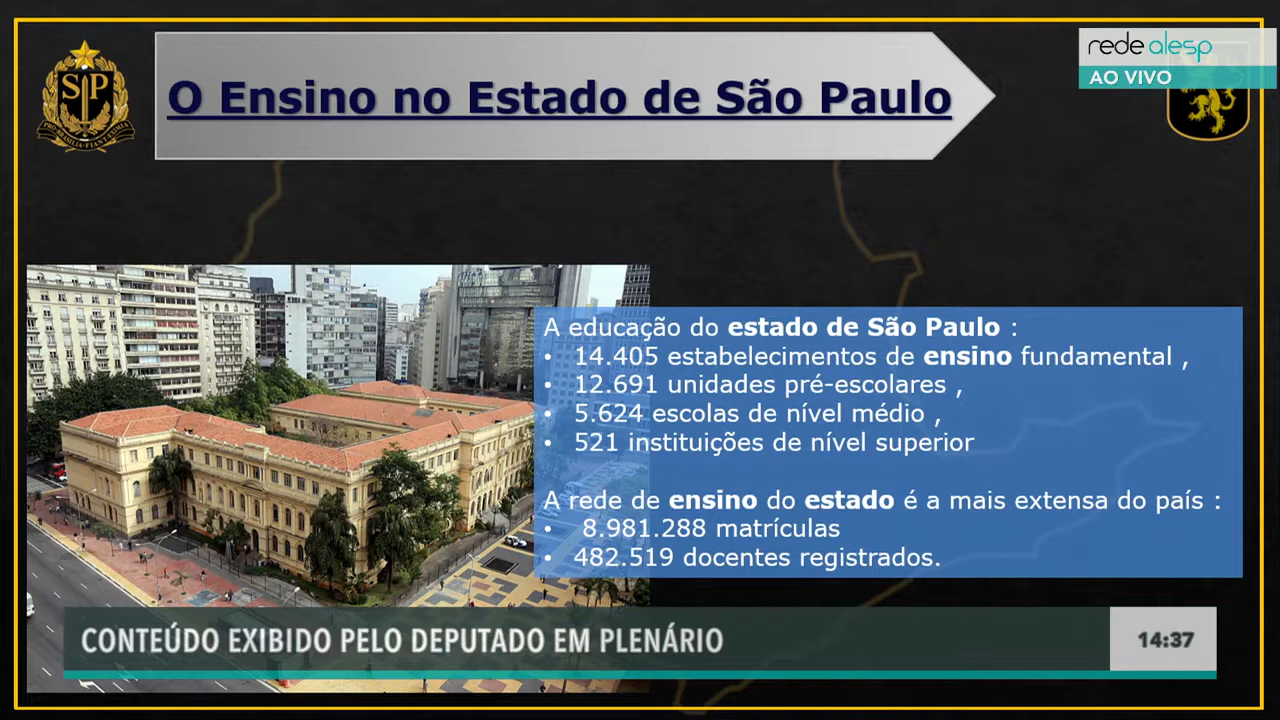 O Ensino no Estado de São Paulo
rede alesp
AO VIVO
SP
A educação do estado de São Paulo :
• 14.405 estabelecimentos de ensino fundamental ,
• 12.691 unidades pré-escolares ,
• 5.624 escolas de nível médio ,
• 521 instituições de nível superior
A rede de ensino do estado é a mais extensa do país :
• 8.981.288 matrículas
• 482.519 docentes registrados.
CONTEÚDO EXIBIDO PELO DEPUTADO EM PLENÁRIO
14:37